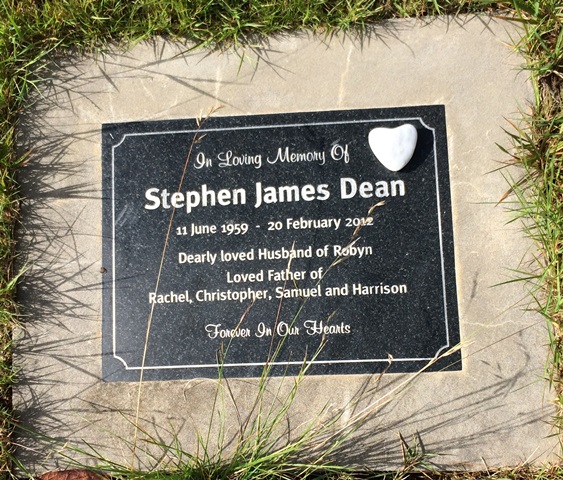 In Loving Memory Of
Stephen James Dean
11 June 1959 - 20 February 2012
Dearly loved Husband of Robyn
Loved Father of
Rachel, Christopher, Samuel and Harrison
Forever In Our Hearts